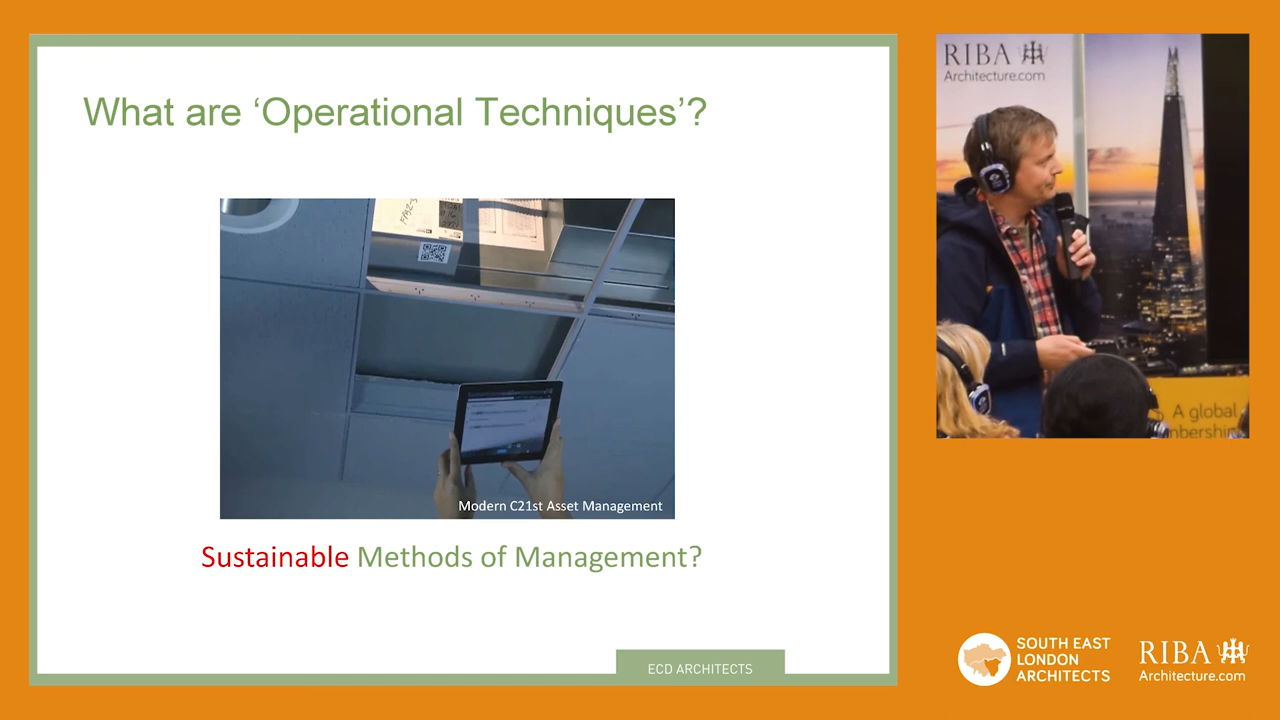 What are ‘Operational Techniques’?
Modern C21st Asset Management
Sustainable Methods of Management?
ECD ARCHITECTS
RIBA
Architecture.com
A global
SOUTH EAST
LONDON
ARCHITECTS
RIBA
Architecture.com